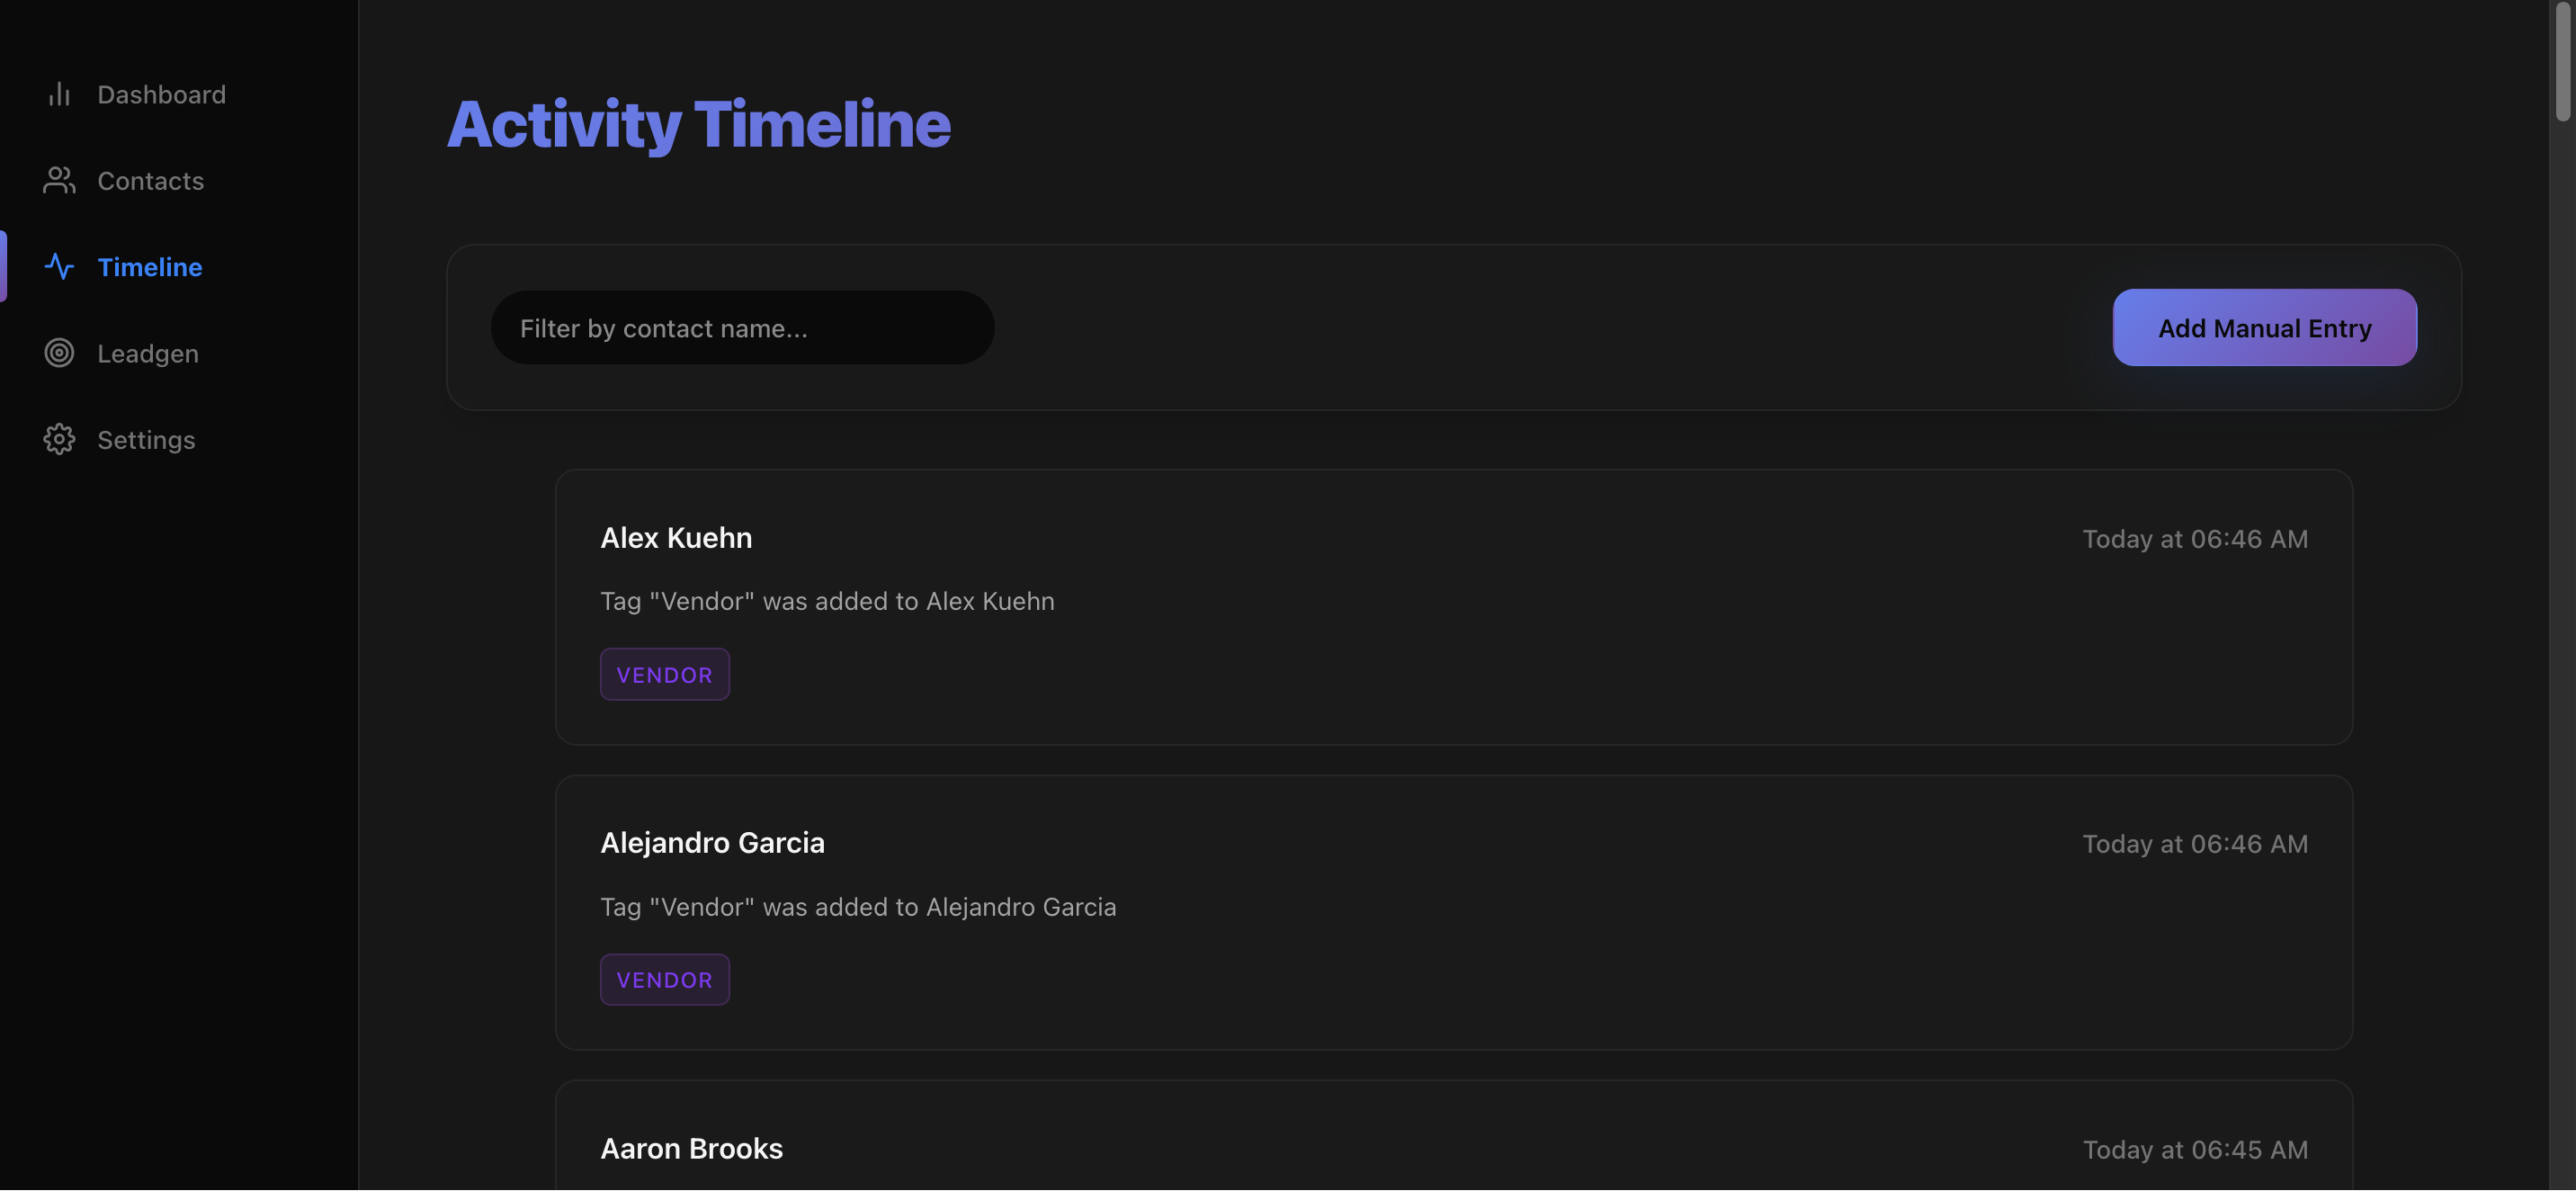 Dashboard
Contacts
Timeline
Leadgen
Settings
Activity Timeline
Filter by contact name...
Add Manual Entry
Alex Kuehn
Today at 06:46 AM
Tag "Vendor" was added to Alex Kuehn
VENDOR
Alejandro Garcia
Today at 06:46 AM
Tag "Vendor" was added to Alejandro Garcia
VENDOR
Aaron Brooks
Today at 06:45 AM